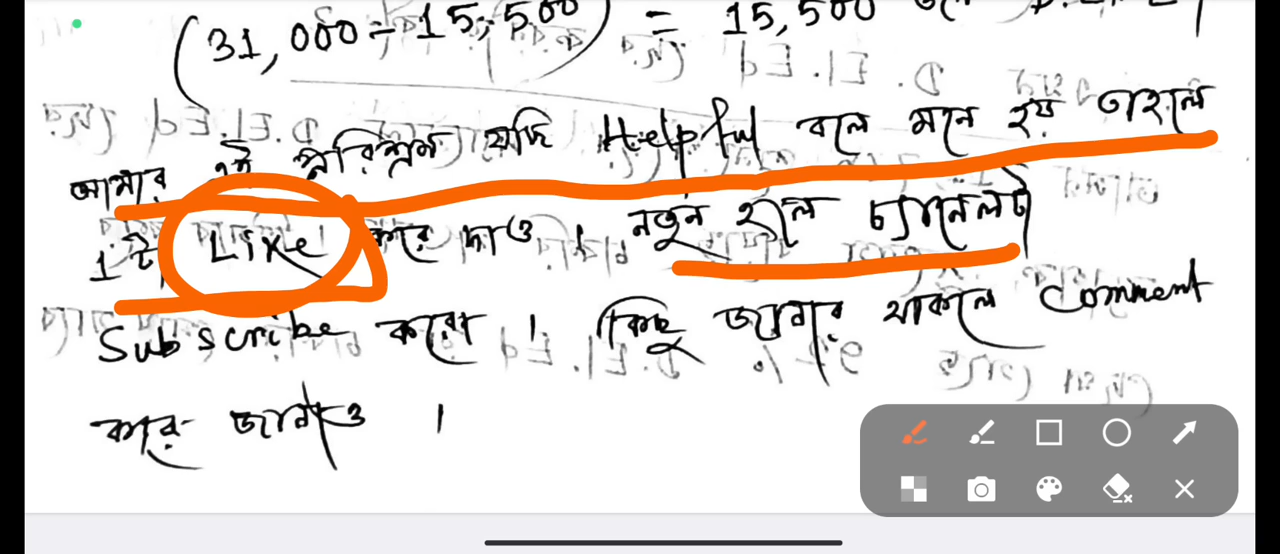 (31,000 - 15,500) = 15,500
আমার এই পরিশ্রম যদি Helpful বলে মনে হয় তাহলে
1টা Like করে দাও । নতুন হলে চ্যানেলটা
Subscribe করো । কিছু জানার থাকলে Comment
করে জানাও ।